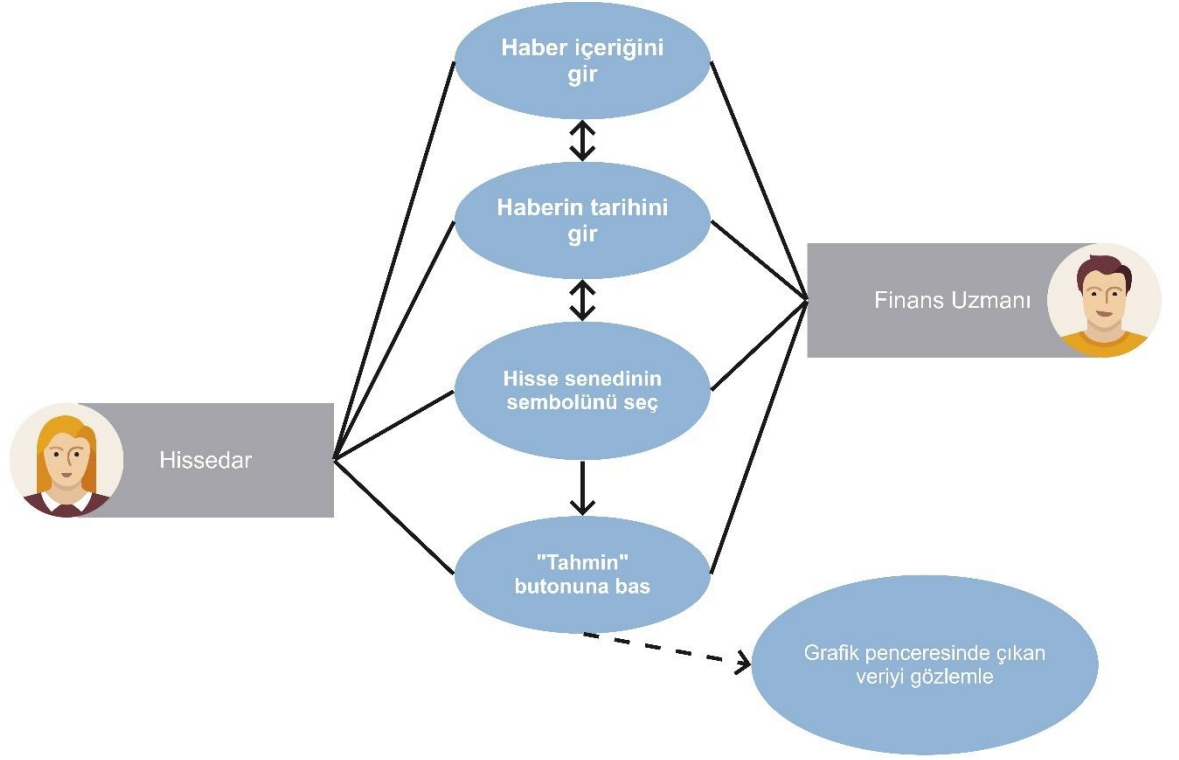 Haber içeriğini
gir
Haberin tarihini
gir
Finans Uzmanı
Hisse senedinin
sembolünü seç
Hissedar
"Tahmin"
butonuna bas
Grafik penceresinde çıkan
veriyi gözlemle